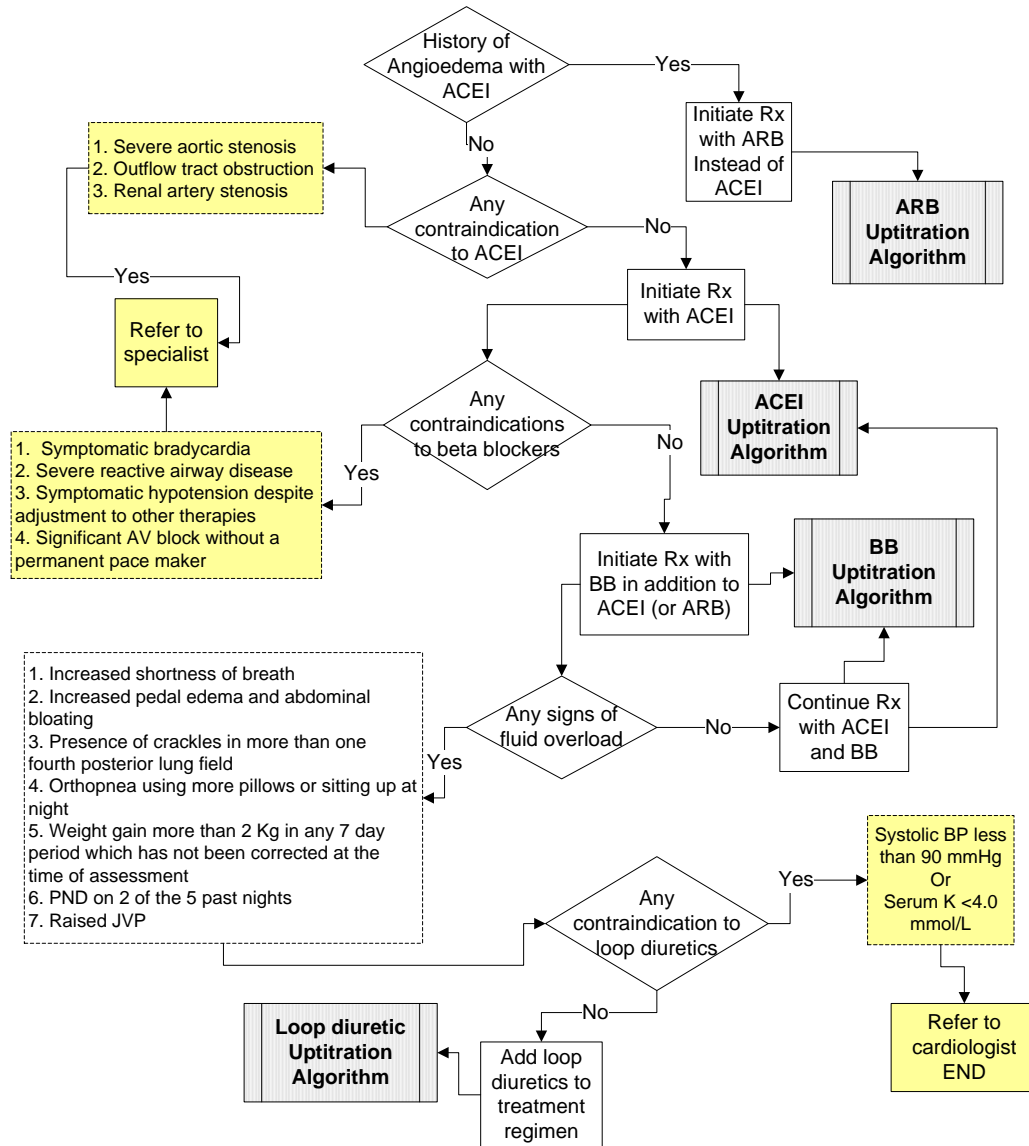 History of
Angioedema with
ACEI
Yes
Initiate Rx
with ARB
Instead of
ACEI
ARB
Uptitration
Algorithm
No
1. Severe aortic stenosis
2. Outflow tract obstruction
3. Renal artery stenosis
Any
contraindication
to ACEI
No
Initiate Rx
with ACEI
Yes
Refer to
specialist
ACEI
Uptitration
Algorithm
Any
contraindications
to beta blockers
No
Yes
1. Symptomatic bradycardia
2. Severe reactive airway disease
3. Symptomatic hypotension despite
adjustment to other therapies
4. Significant AV block without a
permanent pace maker
Initiate Rx with
BB in addition to
ACEI (or ARB)
BB
Uptitration
Algorithm
Any signs of
fluid overload
No
Continue Rx
with ACEI
and BB
Yes
1. Increased shortness of breath
2. Increased pedal edema and abdominal
bloating
3. Presence of crackles in more than one
fourth posterior lung field
4. Orthopnea using more pillows or sitting up at
night
5. Weight gain more than 2 Kg in any 7 day
period which has not been corrected at the
time of assessment
6. PND on 2 of the 5 past nights
7. Raised JVP
Any
contraindication to
loop diuretics
Yes
Systolic BP less
than 90 mmHg
Or
Serum K <4.0
mmol/L
Refer to
cardiologist
END
No
Add loop
diuretics to
treatment
regimen
Loop diuretic
Uptitration
Algorithm